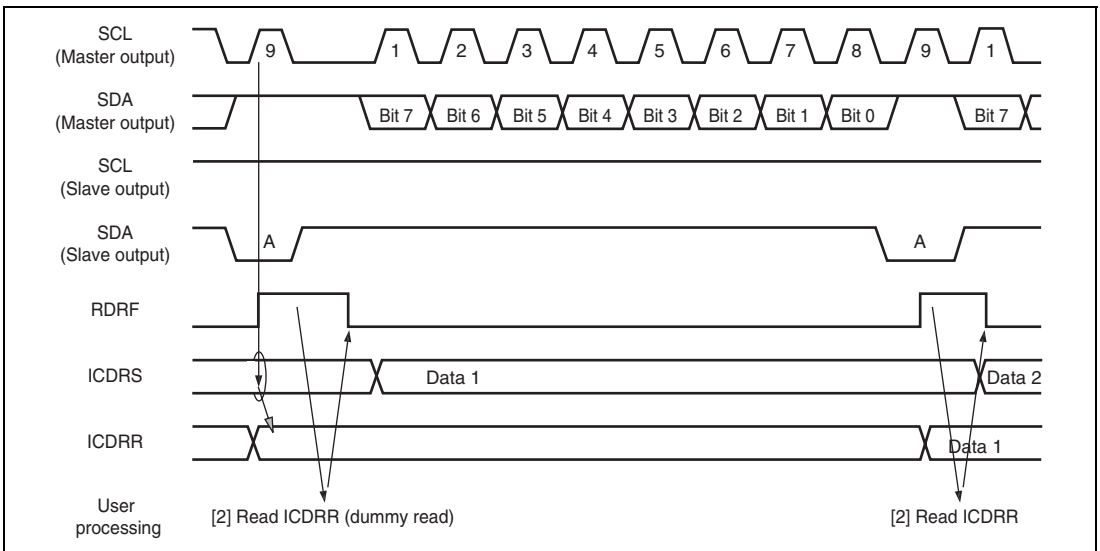 SCL
(Master output)
9 1 2 3 4 5 6 7 8 9 1
SDA
(Master output)
Bit 7 Bit 6 Bit 5 Bit 4 Bit 3 Bit 2 Bit 1 Bit 0 Bit 7
SCL
(Slave output)
SDA
(Slave output)
A A
RDRF
ICDRS
Data 1 Data 2
ICDRR
Data 1
User
processing
[2] Read ICDRR (dummy read) [2] Read ICDRR